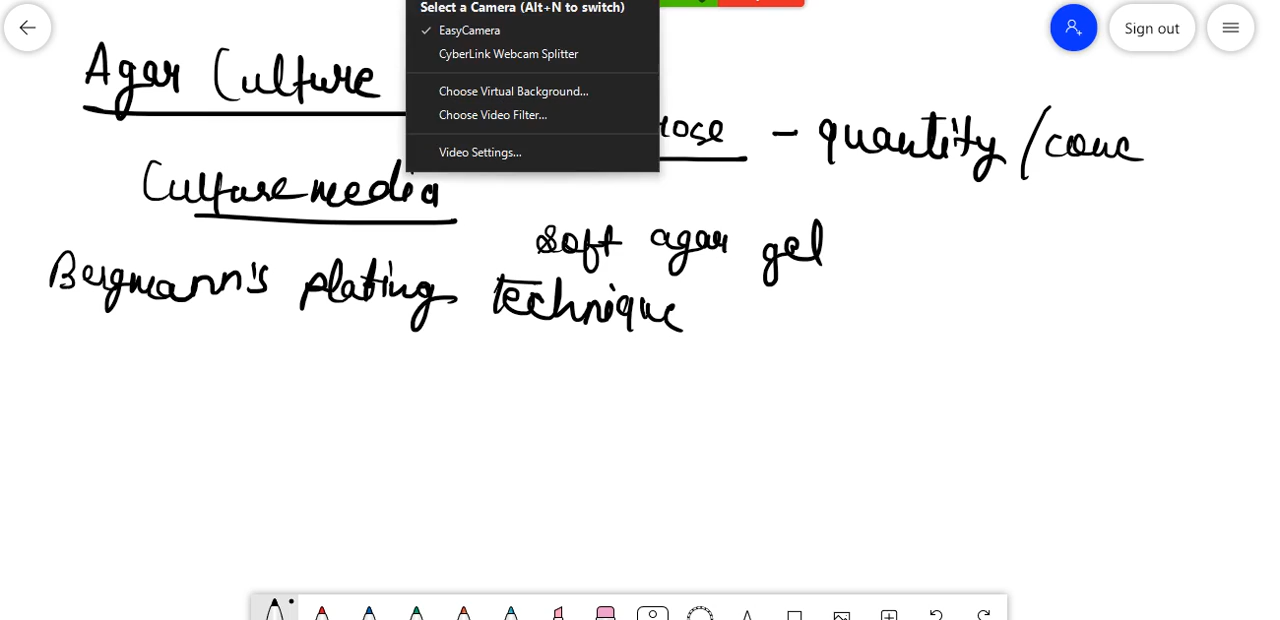 Select a Camera (Alt+N to switch)
✓ EasyCamera
CyberLink Webcam Splitter
Choose Virtual Background...
Choose Video Filter...
Video Settings...
Sign out
Agar Culture
ose - quantity/conc
Culture media
soft agar gel
Bergmann's plating Technique